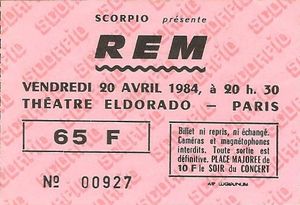 SCORPIO présente
REM
VENDREDI 20 AVRIL 1984, à 20 h. 30
THÉATRE ELDORADO — PARIS
65 F
Billet ni repris, ni échangé.
Caméras et magnétophones
interdits. Toute sortie est
définitive. PLACE MAJOREE de
10 F le SOIR du CONCERT
Nº 00927